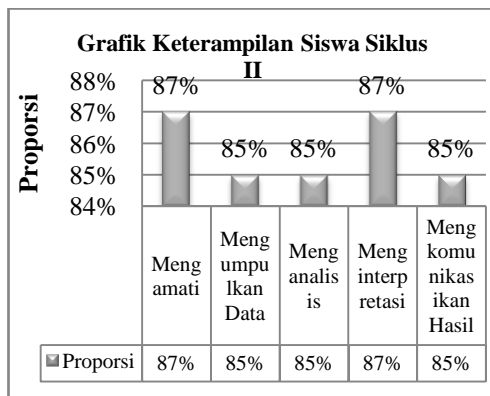 Grafik Keterampilan Siswa Siklus
II
Proporsi
88%
87%
86%
85%
84%
87%
85%
85%
87%
85%
Meng
amati
Meng
umpu
lkan
Data
Meng
analis
is
Meng
interp
retasi
Meng
komu
nikas
ikan
Hasil
Proporsi 87% 85% 85% 87% 85%